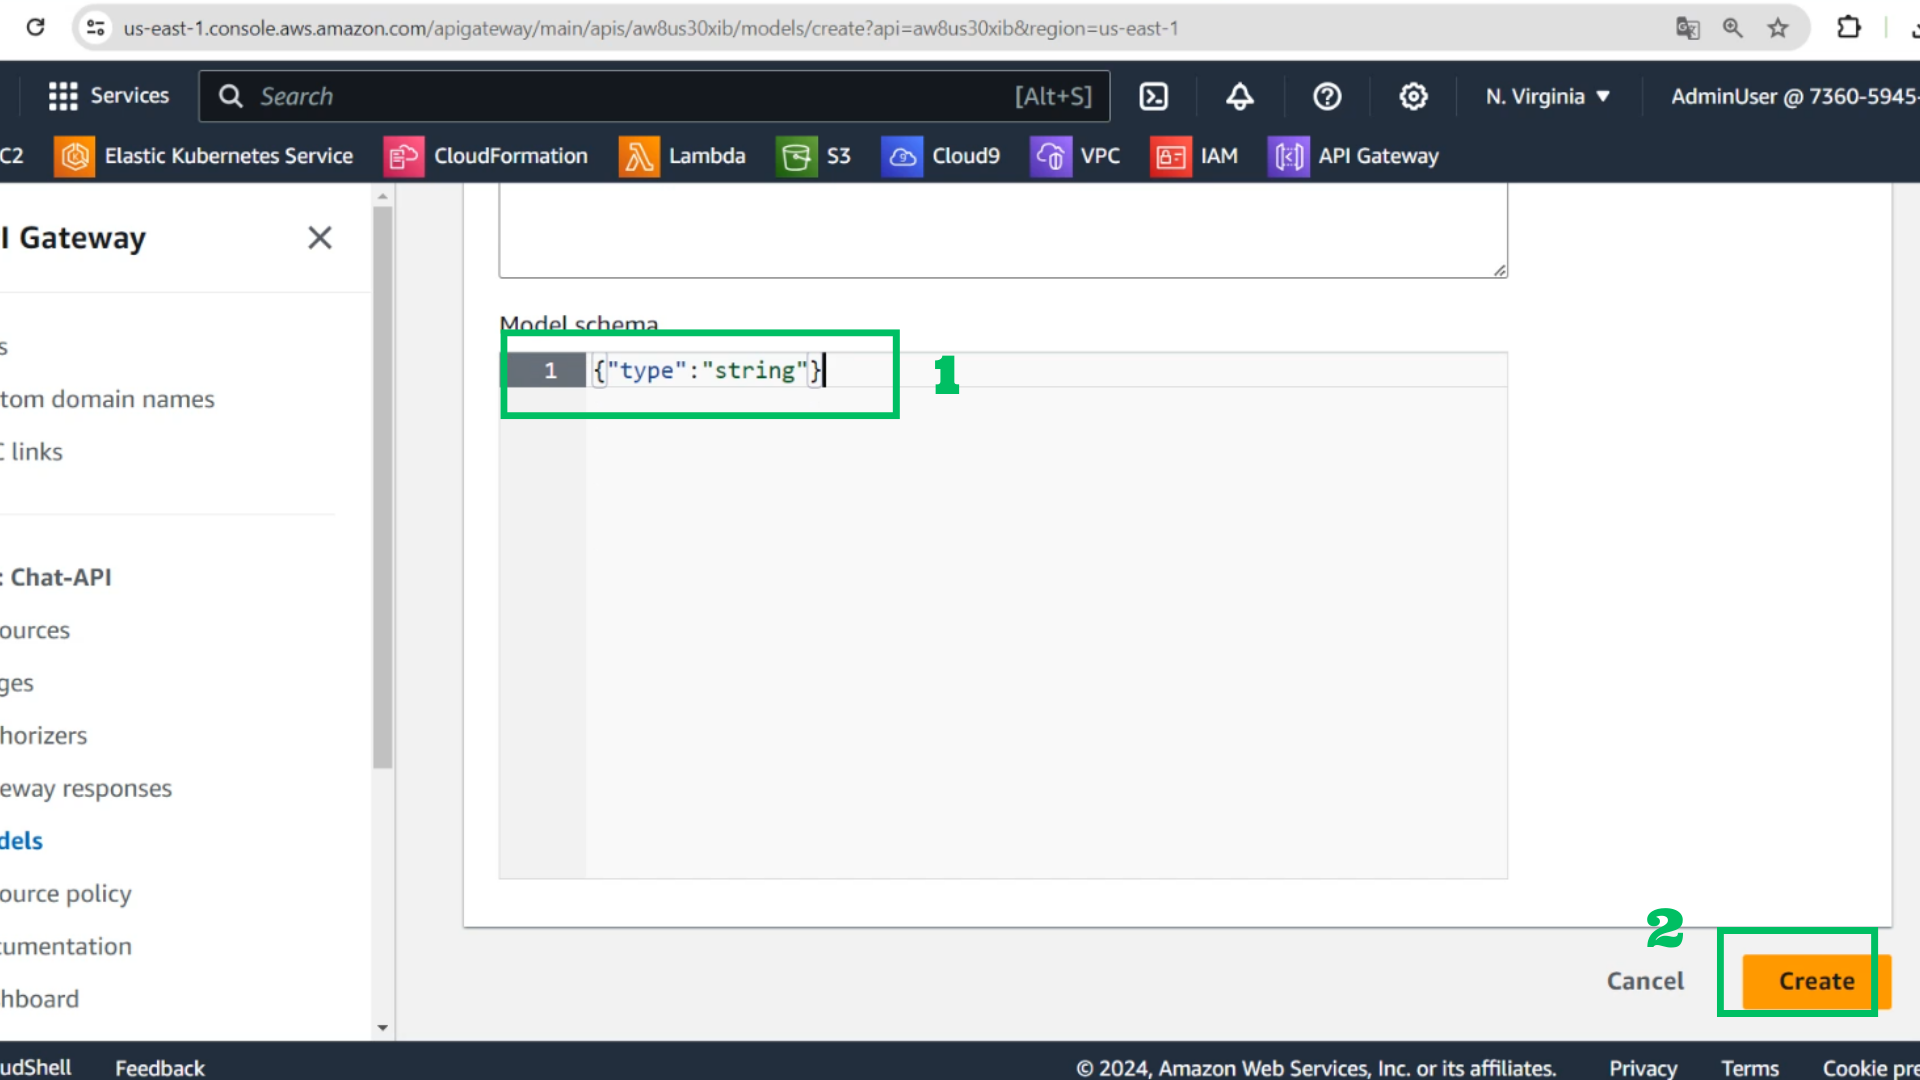 us-east-1.console.aws.amazon.com/apigateway/main/apis/aw8us30xib/models/create?api=aw8us30xib&region=us-east-1
Services
Search [Alt+S]
N. Virginia ▼
AdminUser @ 7360-5945-
C2
Elastic Kubernetes Service
CloudFormation
Lambda
S3
Cloud9
VPC
IAM
API Gateway
I Gateway
s
tom domain names
C links
: Chat-API
ources
ges
horizers
eway responses
dels
ource policy
cumentation
hboard
Model schema
1 {"type":"string"}
1
2
Cancel
Create
udShell
Feedback
© 2024, Amazon Web Services, Inc. or its affiliates.
Privacy
Terms
Cookie pre